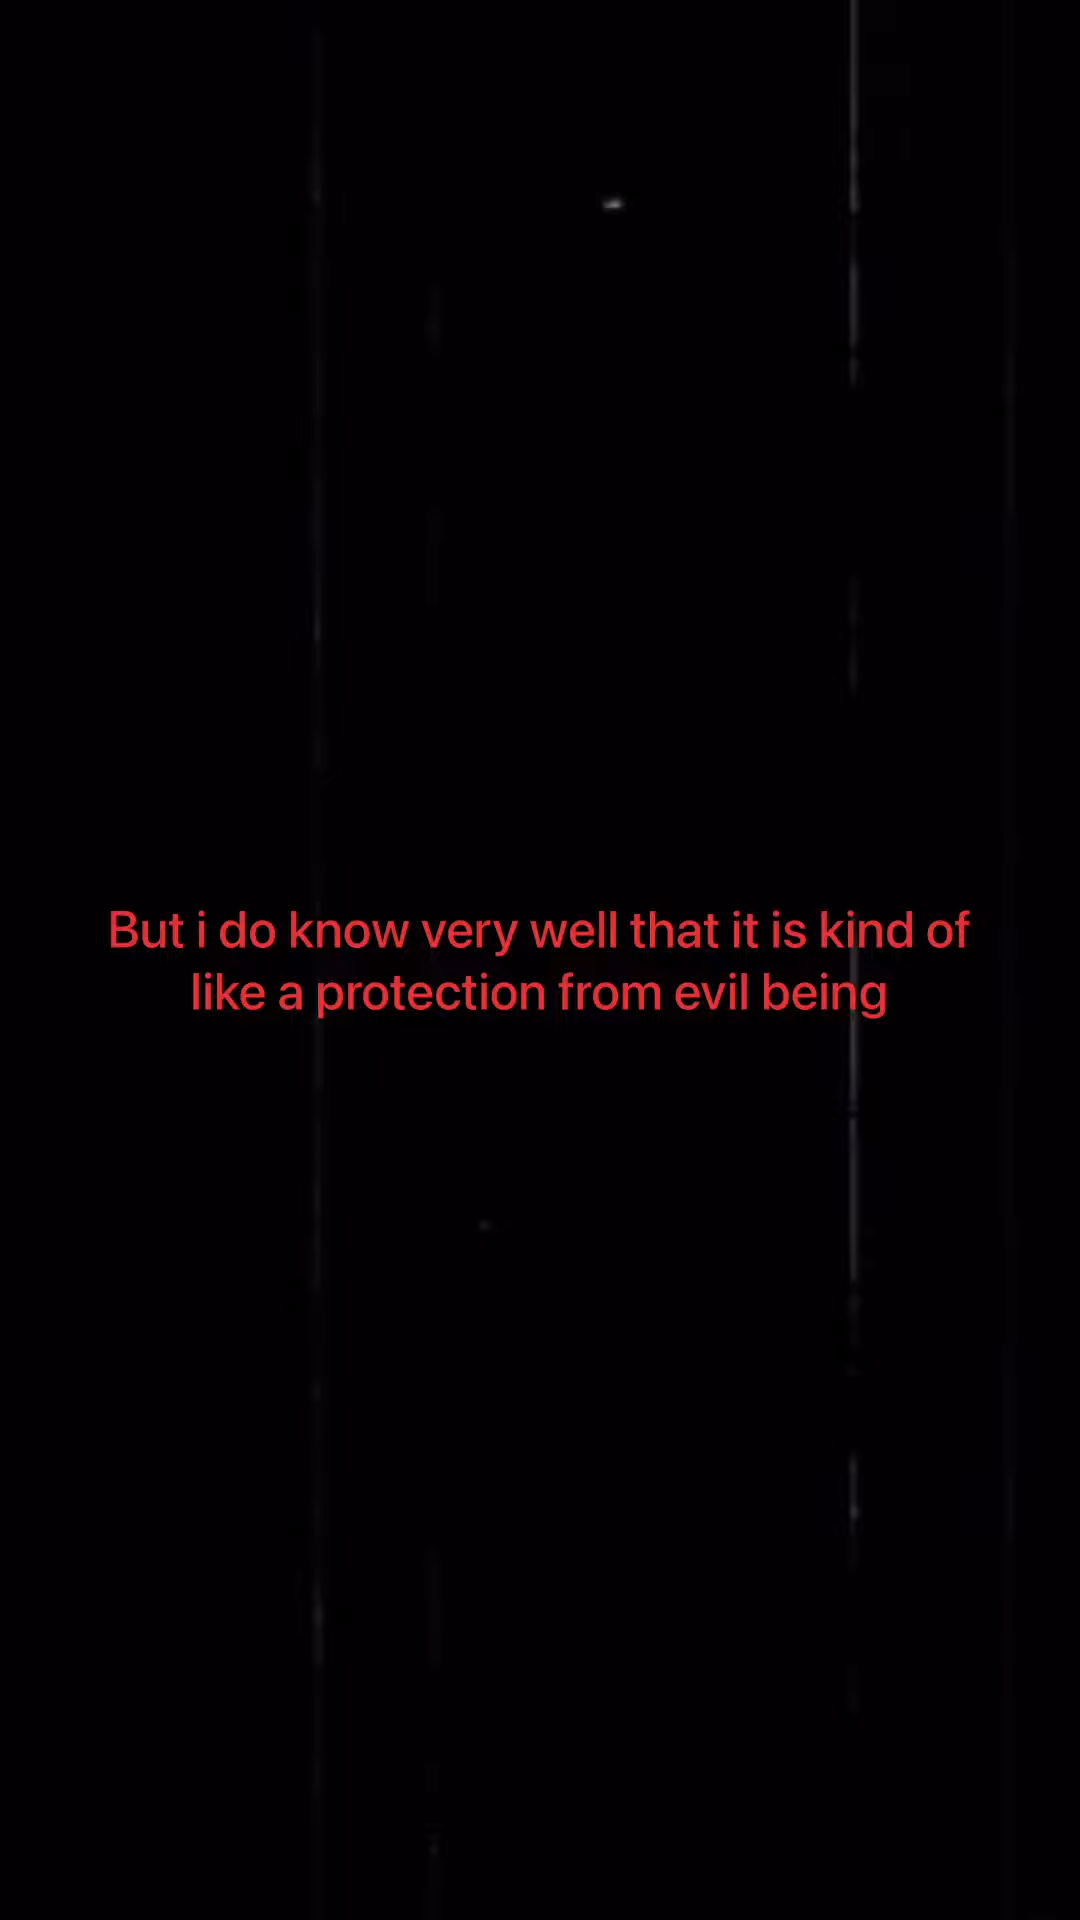 But i do know very well that it is kind of
like a protection from evil being